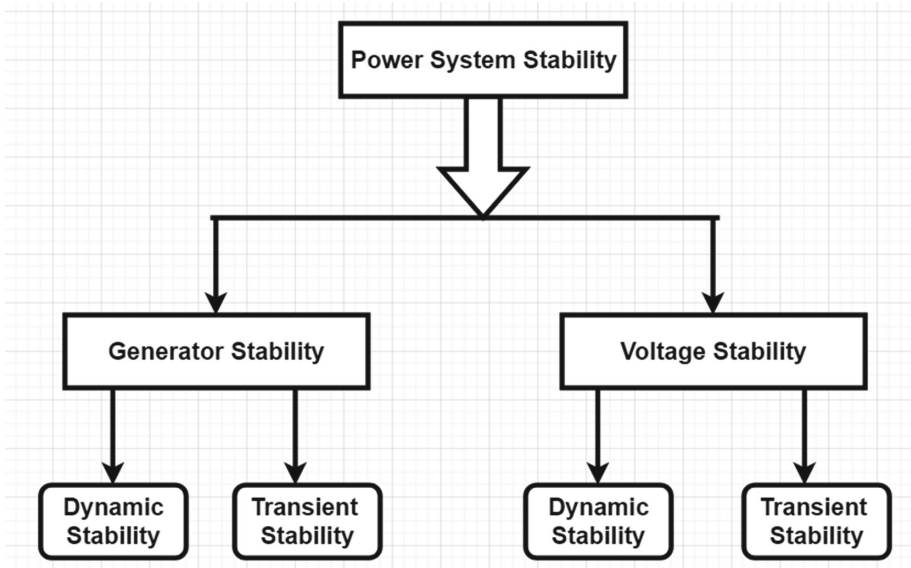 Power System Stability
Generator Stability
Voltage Stability
Dynamic
Stability
Transient
Stability
Dynamic
Stability
Transient
Stability